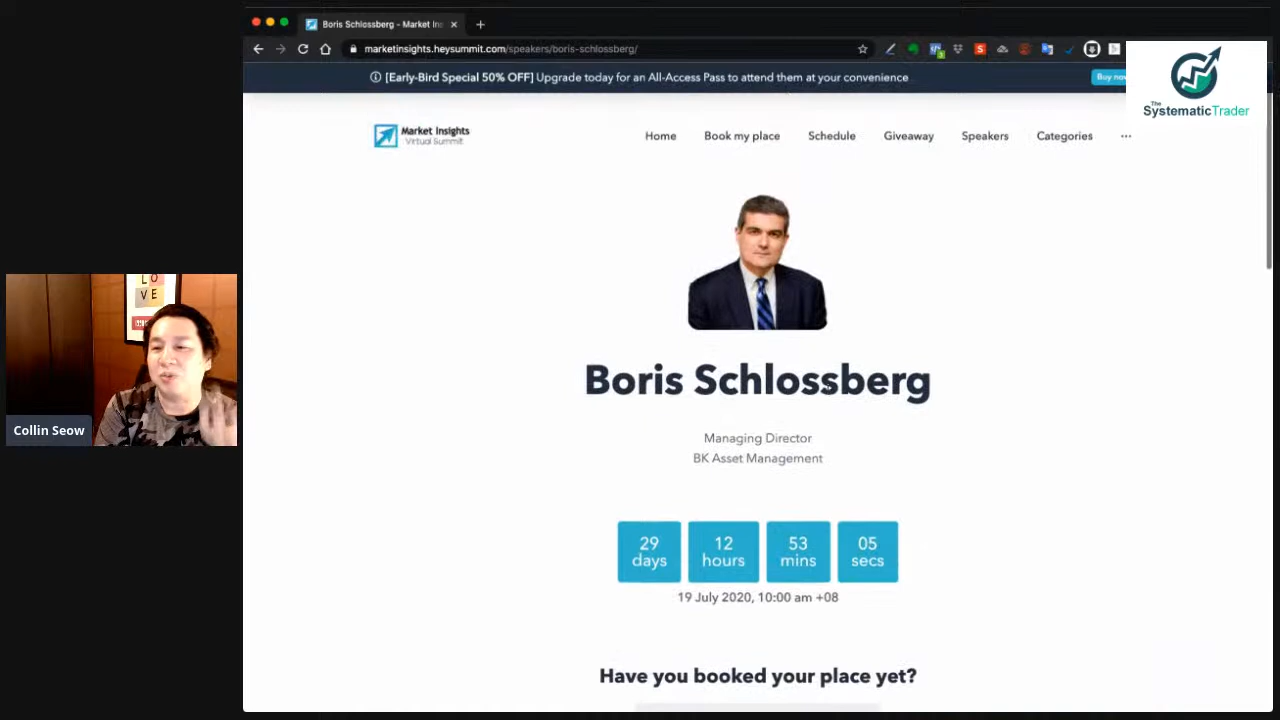 Boris Schlossberg - Market In
marketinsights.heysummit.com/speakers/boris-schlossberg/
[Early-Bird Special 50% OFF] Upgrade today for an All-Access Pass to attend them at your convenience
Buy now
The
SystematicTrader
Market Insights
Virtual Summit
Home
Book my place
Schedule
Giveaway
Speakers
Categories
...
LO
VE
Collin Seow
Boris Schlossberg
Managing Director
BK Asset Management
29 days
12 hours
53 mins
05 secs
19 July 2020, 10:00 am +08
Have you booked your place yet?